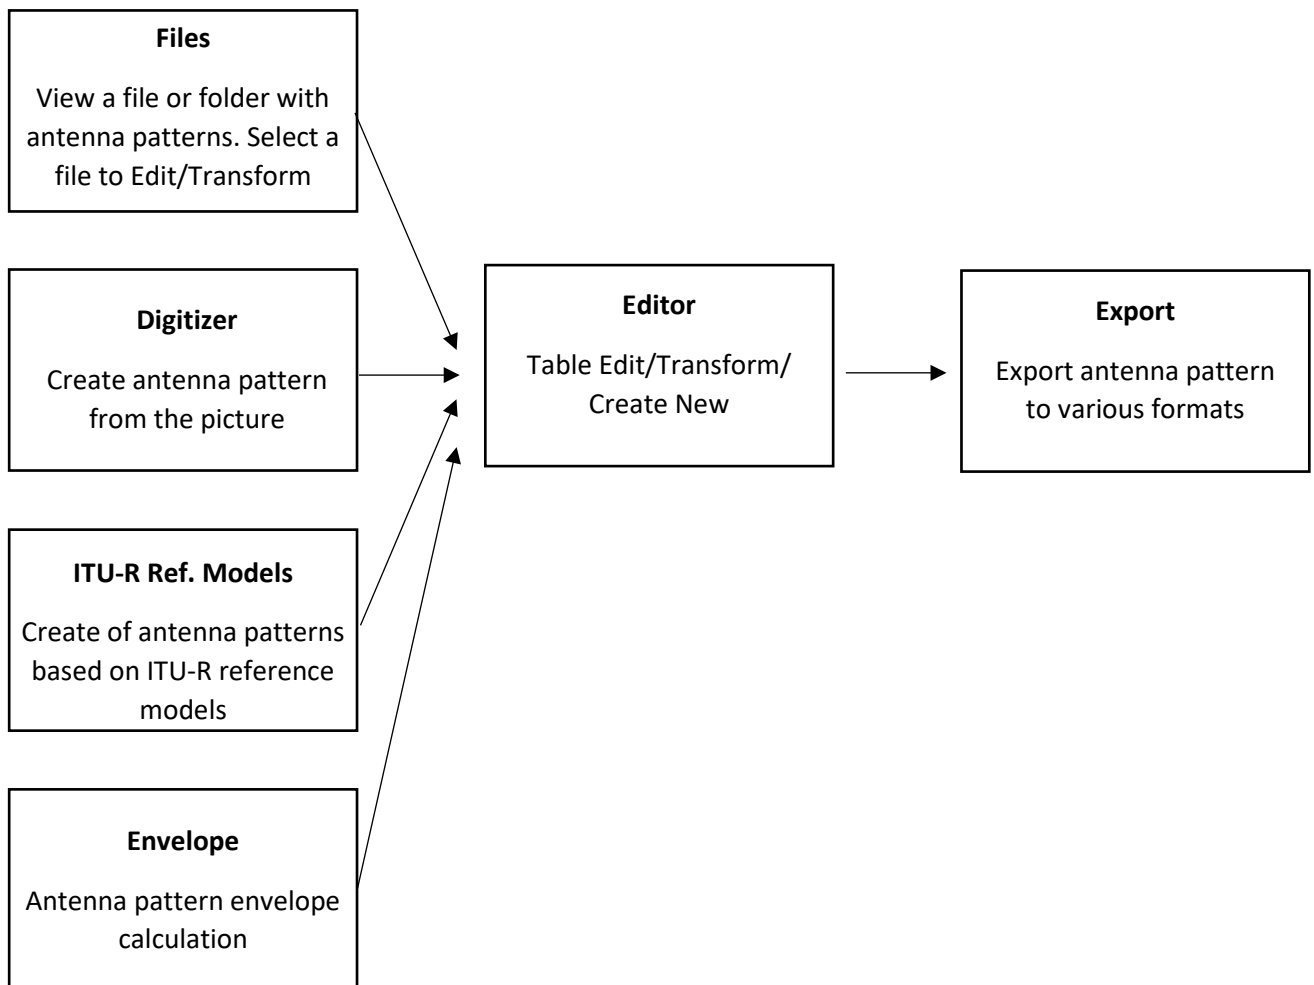 Files
View a file or folder with
antenna patterns. Select a
file to Edit/Transform
Digitizer
Create antenna pattern
from the picture
ITU-R Ref. Models
Create of antenna patterns
based on ITU-R reference
models
Envelope
Antenna pattern envelope
calculation
Editor
Table Edit/Transform/
Create New
Export
Export antenna pattern
to various formats